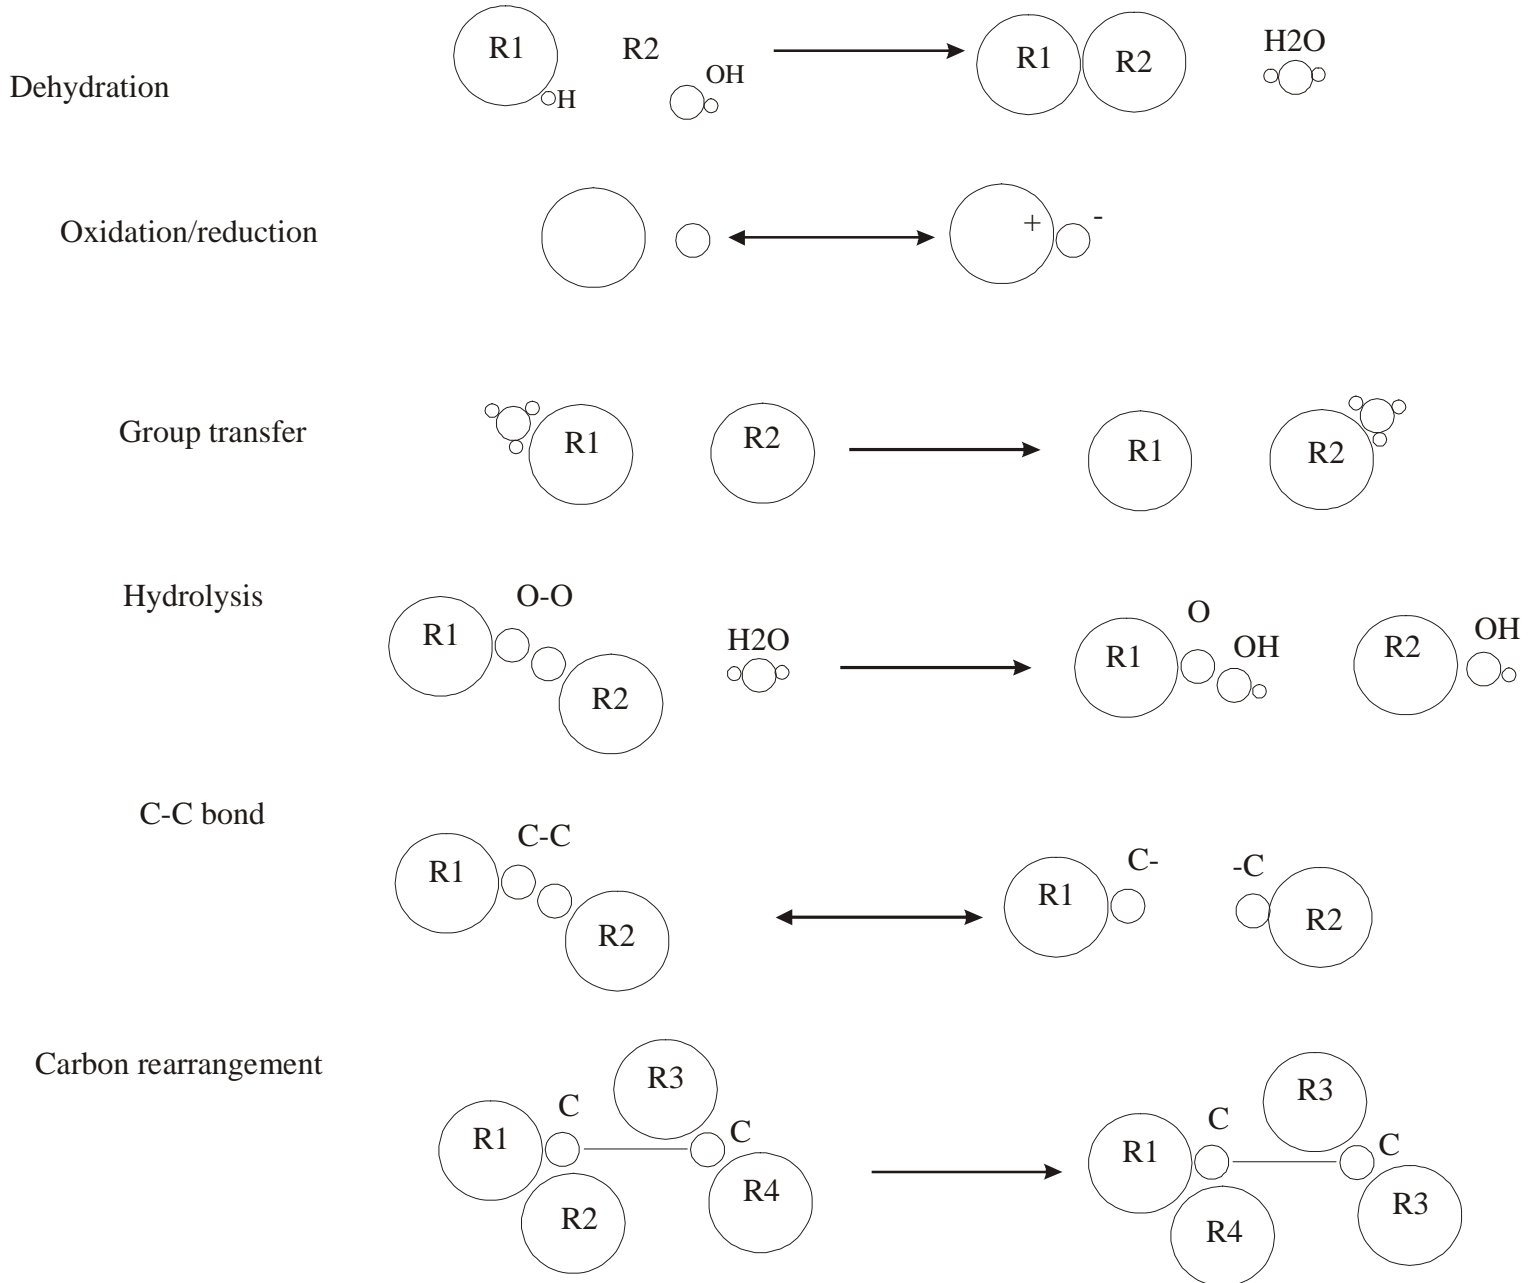 Dehydration
R1
H
R2
OH
R1
R2
H2O
Oxidation/reduction
+
-
Group transfer
R1
R2
R1
R2
Hydrolysis
R1
O-O
R2
H2O
R1
O
OH
R2
OH
C-C bond
R1
C-C
R2
R1
C-
-C
R2
Carbon rearrangement
R1
C
R2
R3
C
R4
R1
C
R4
R3
C
R3